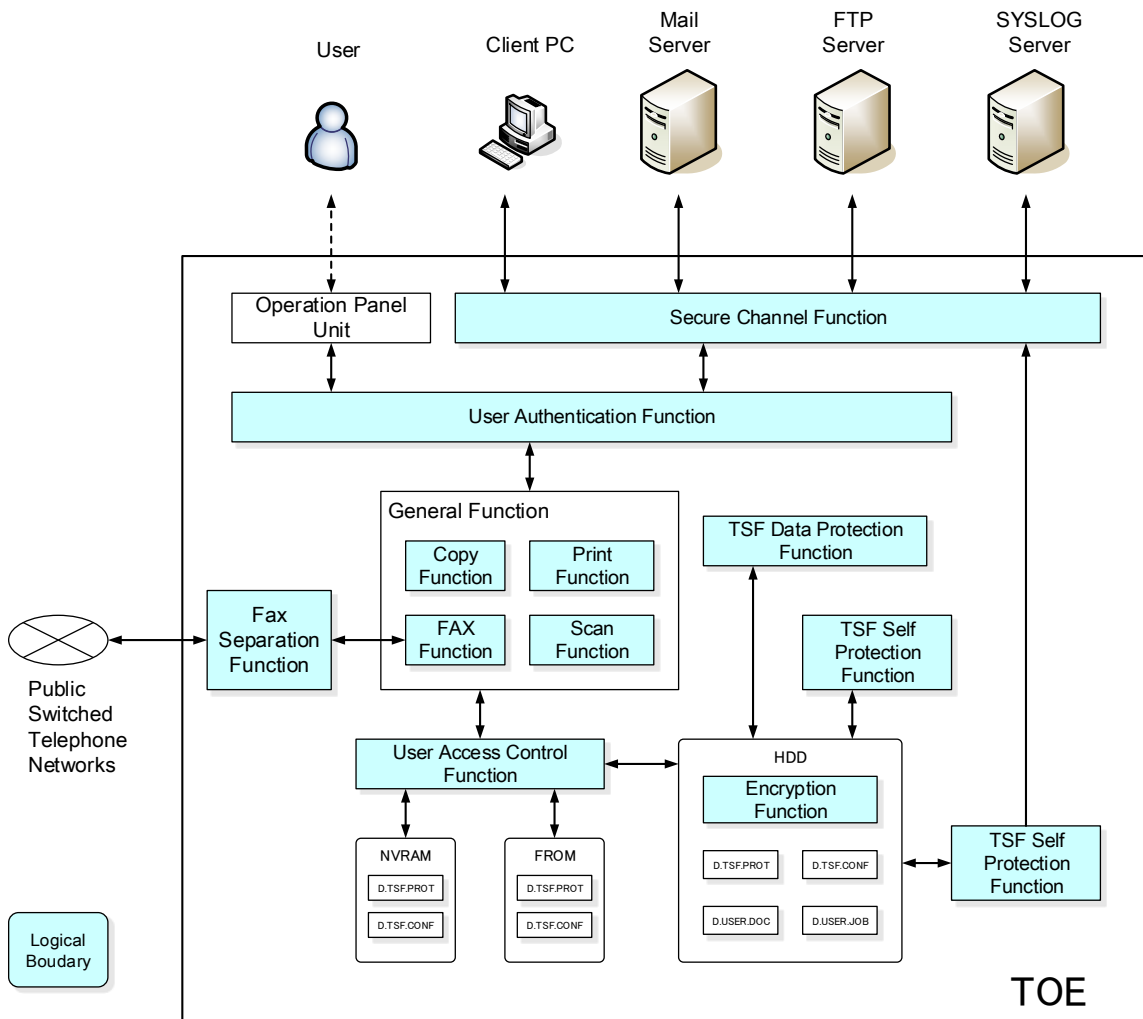 User
Client PC
Mail
Server
FTP
Server
SYSLOG
Server
Operation Panel
Unit
Secure Channel Function
User Authentication Function
General Function
Copy
Function
Print
Function
FAX
Function
Scan
Function
TSF Data Protection
Function
Fax
Separation
Function
TSF Self
Protection
Function
Public
Switched
Telephone
Networks
User Access Control
Function
HDD
Encryption
Function
NVRAM
D.TSF.PROT
D.TSF.CONF
FROM
D.TSF.PROT
D.TSF.CONF
D.TSF.PROT
D.TSF.CONF
D.USER.DOC
D.USER.JOB
TSF Self
Protection
Function
Logical
Boudary
TOE